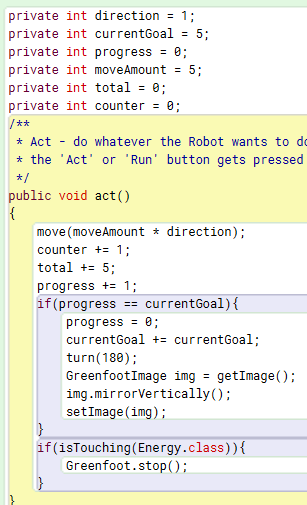 private int direction = 1;
private int currentGoal = 5;
private int progress = 0;
private int moveAmount = 5;
private int total = 0;
private int counter = 0;
/**
 * Act - do whatever the Robot wants to do
 * the 'Act' or 'Run' button gets pressed
 */
public void act()
{
    move(moveAmount * direction);
    counter += 1;
    total += 5;
    progress += 1;
    if(progress == currentGoal){
        progress = 0;
        currentGoal += currentGoal;
        turn(180);
        GreenfootImage img = getImage();
        img.mirrorVertically();
        setImage(img);
    }
    if(isTouching(Energy.class)){
        Greenfoot.stop();
    }
}